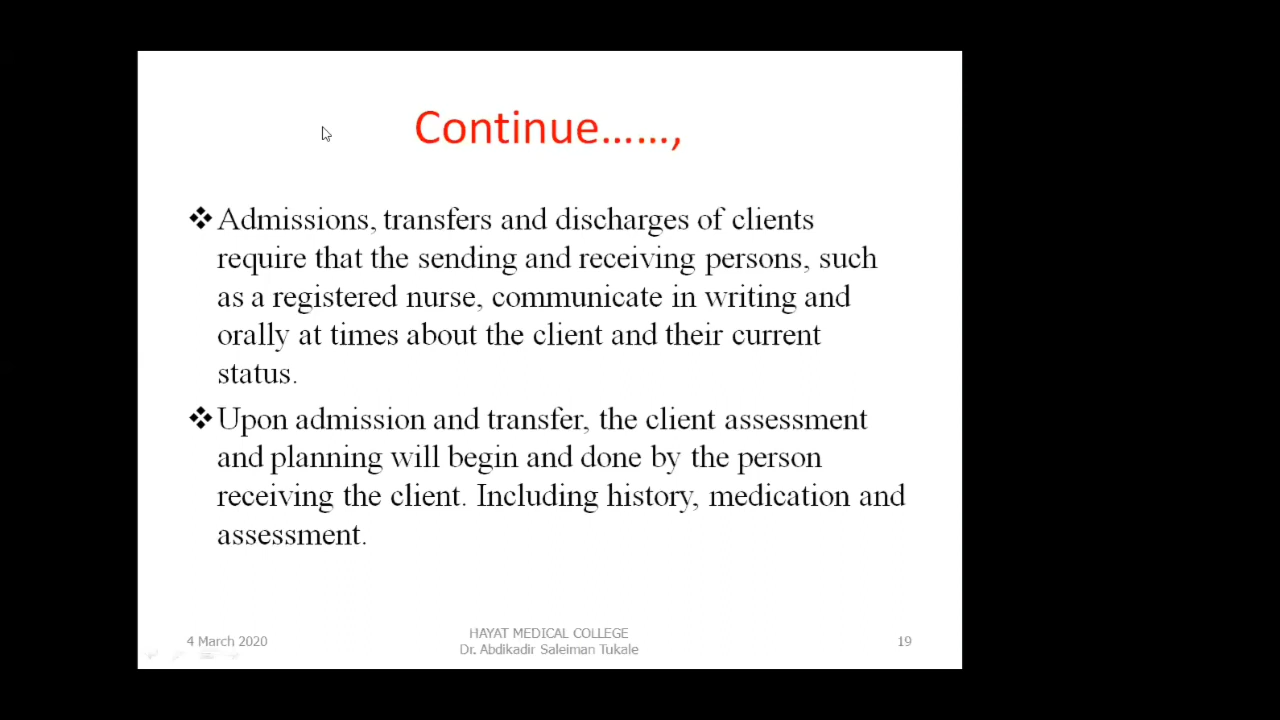 Continue……,
❖Admissions, transfers and discharges of clients
require that the sending and receiving persons, such
as a registered nurse, communicate in writing and
orally at times about the client and their current
status.
❖Upon admission and transfer, the client assessment
and planning will begin and done by the person
receiving the client. Including history, medication and
assessment.
4 March 2020
HAYAT MEDICAL COLLEGE
Dr. Abdikadir Saleiman Tukale
19